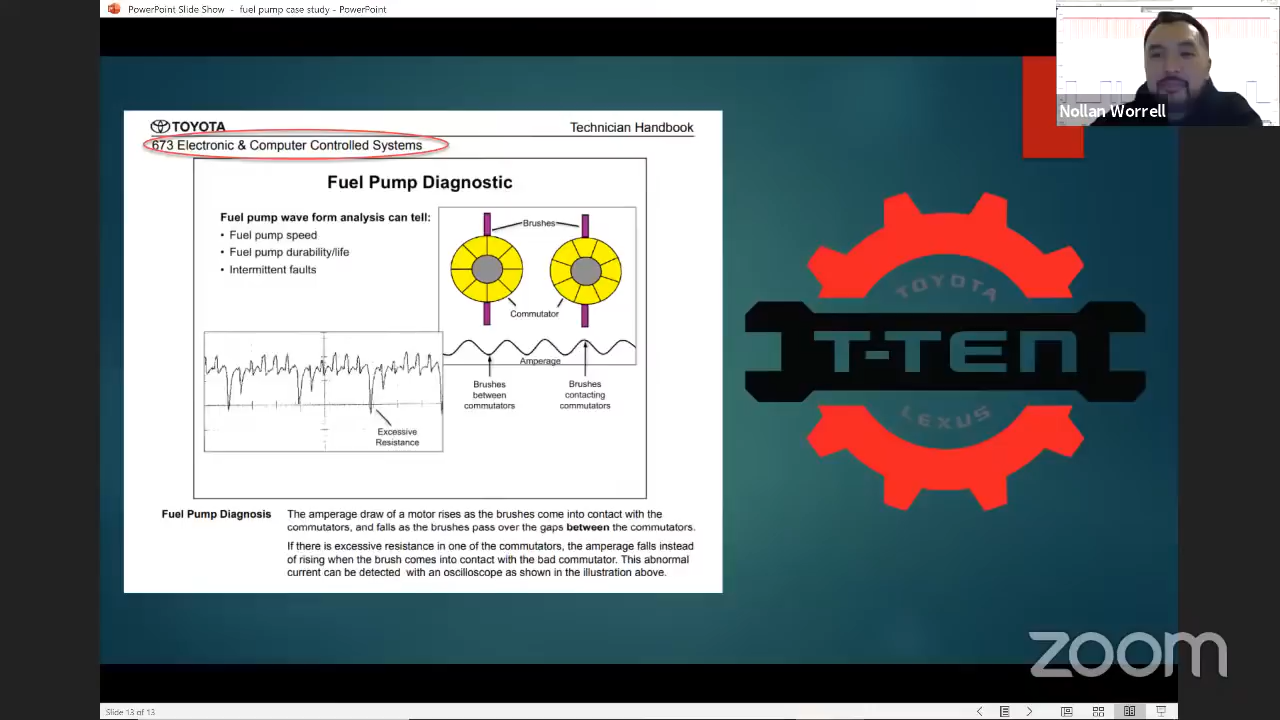 PowerPoint Slide Show - fuel pump case study - PowerPoint
Nollan Worrell
TOYOTA
Technician Handbook
673 Electronic & Computer Controlled Systems
Fuel Pump Diagnostic
Fuel pump wave form analysis can tell:
• Fuel pump speed
• Fuel pump durability/life
• Intermittent faults
Brushes
Commutator
Amperage
Brushes
between
commutators
Brushes
contacting
commutators
Excessive
Resistance
Fuel Pump Diagnosis
The amperage draw of a motor rises as the brushes come into contact with the
commutators, and falls as the brushes pass over the gaps between the commutators.
If there is excessive resistance in one of the commutators, the amperage falls instead
of rising when the brush comes into contact with the bad commutator. This abnormal
current can be detected with an oscilloscope as shown in the illustration above.
TOYOTA
T-TEN
LEXUS
zoom
Slide 13 of 13